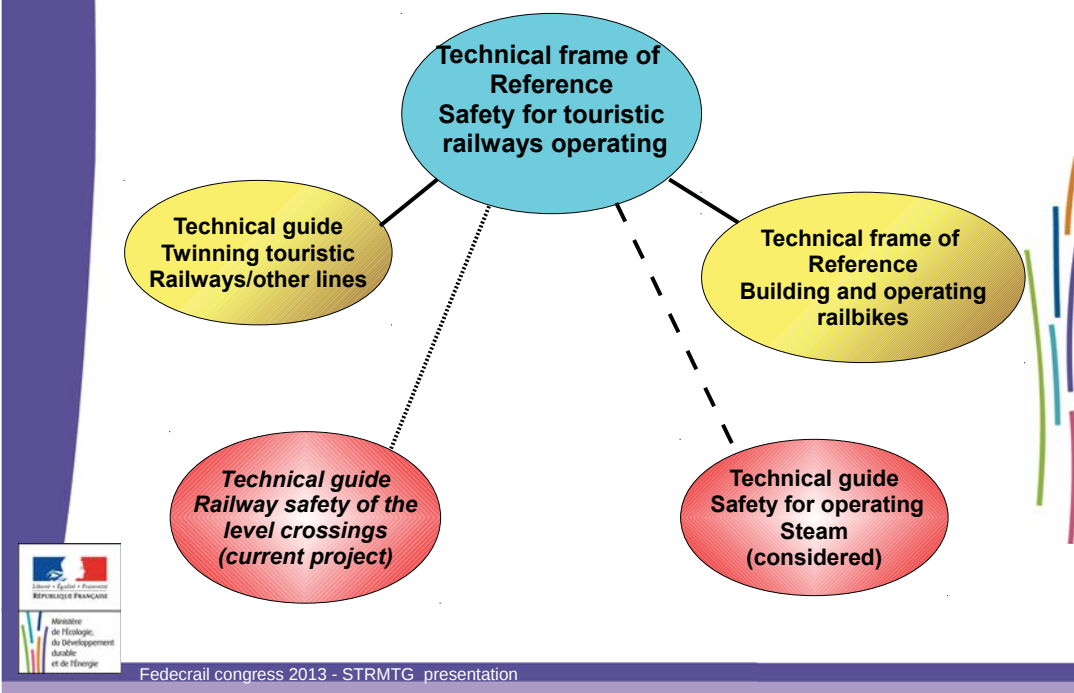 Technical frame of
Reference
Safety for touristic
railways operating
Technical guide
Twinning touristic
Railways/other lines
Technical frame of
Reference
Building and operating
railbikes
Technical guide
Railway safety of the
level crossings
(current project)
Technical guide
Safety for operating
Steam
(considered)
Liberté • Égalité • Fraternité
RÉPUBLIQUE FRANÇAISE
Ministère
de l'Écologie,
du Développement
durable
et de l'Énergie
Fedecrail congress 2013 - STRMTG presentation